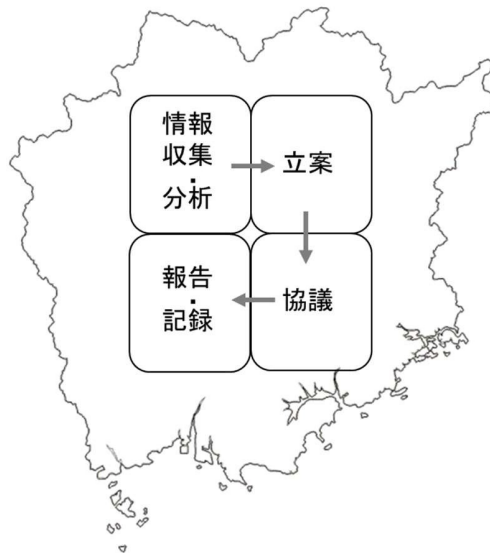 情報
収集
・
分析
立案
協議
報告
・
記録